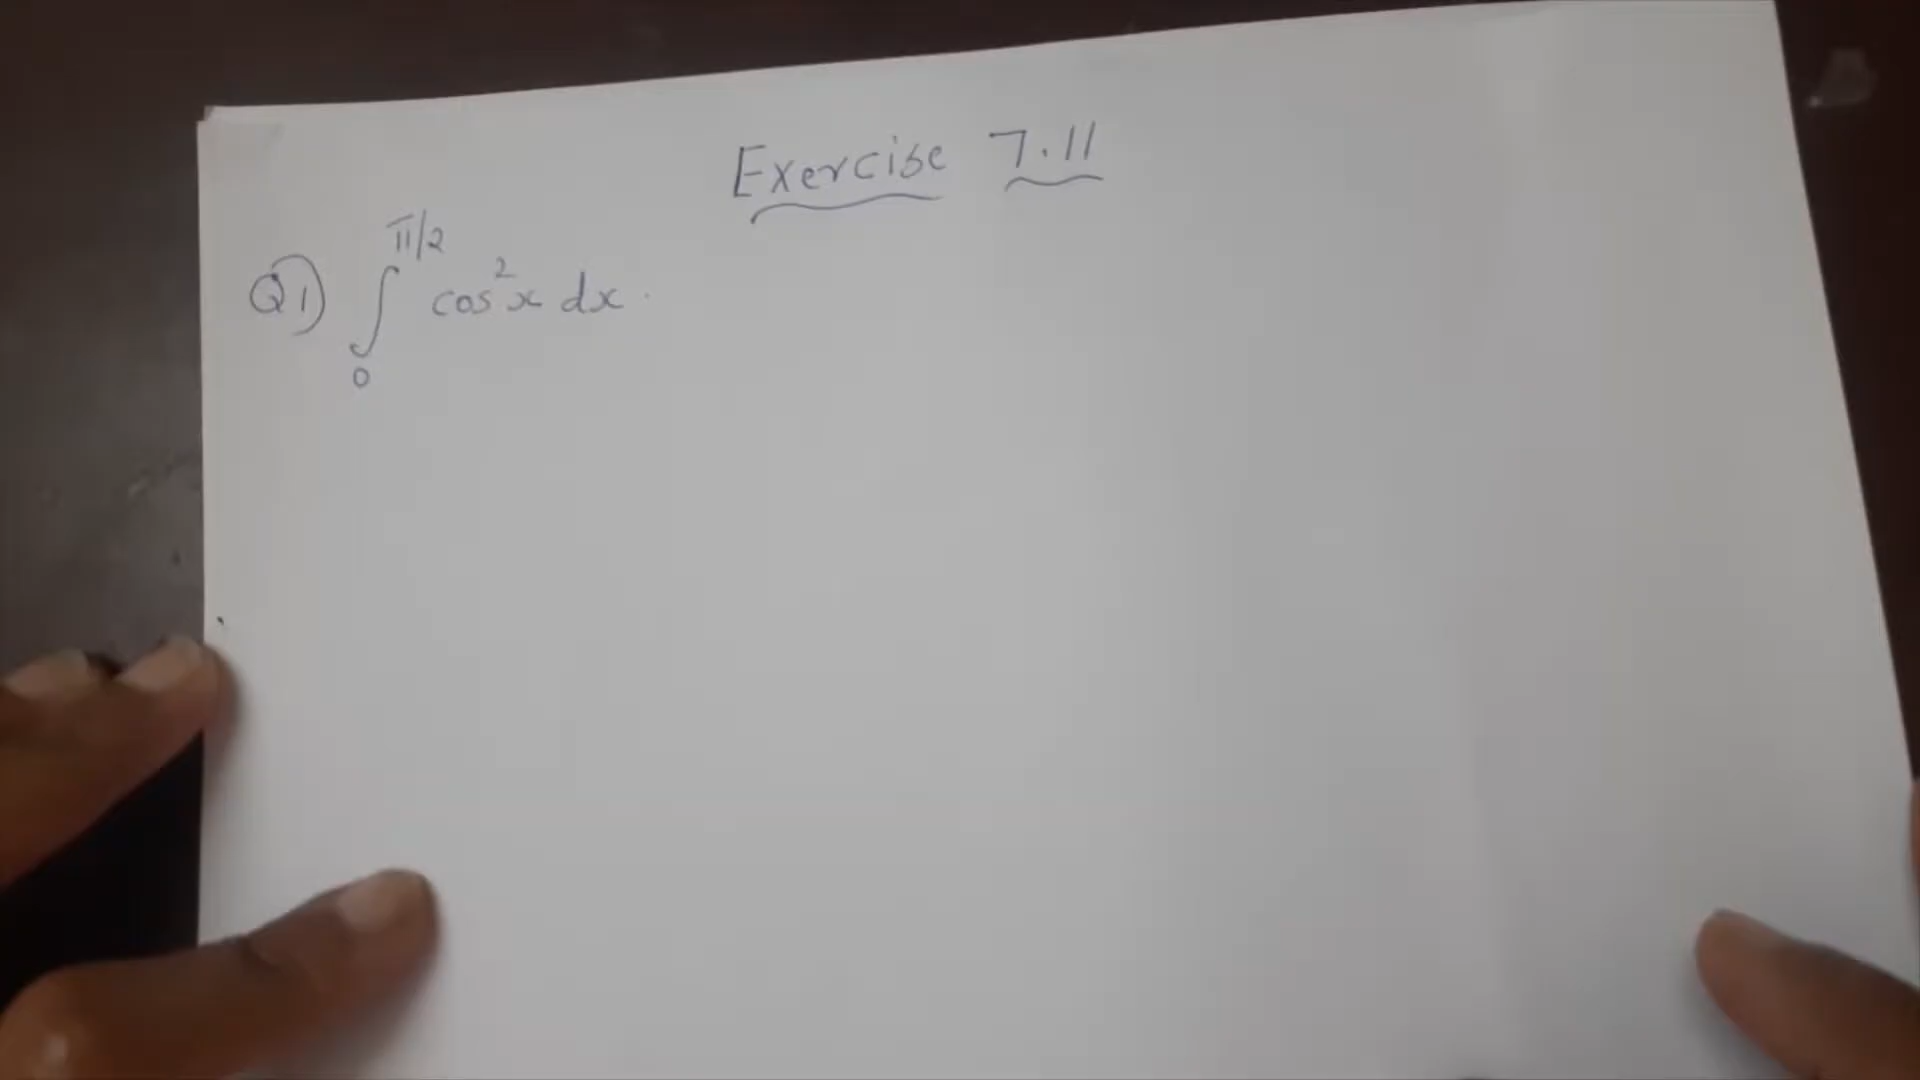 Exercise 7.11
Q1) ∫₀^π/2 cos²x dx.